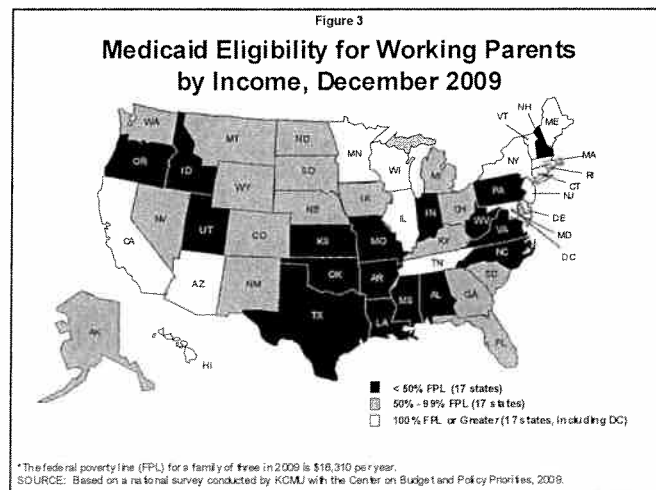 Figure 3
Medicaid Eligibility for Working Parents
by Income, December 2009
WA
MT
ND
MN
VT
NH
ME
OR
ID
SD
WI
MI
NY
MA
RI
WY
IA
PA
CT
NJ
NV
NE
IL
IN
OH
DE
UT
CO
KS
MO
WV
VA
MD
CA
KY
NC
DC
AZ
NM
OK
AR
TN
SC
TX
LA
MS
AL
GA
AK
FL
HI
< 50% FPL (17 states)
50% - 99% FPL (17 states)
100% FPL or Greater (17 states, including DC)
*The federal poverty line (FPL) for a family of three in 2009 is $18,310 per year.
SOURCE: Based on a national survey conducted by KCMU with the Center on Budget and Policy Priorities, 2009.